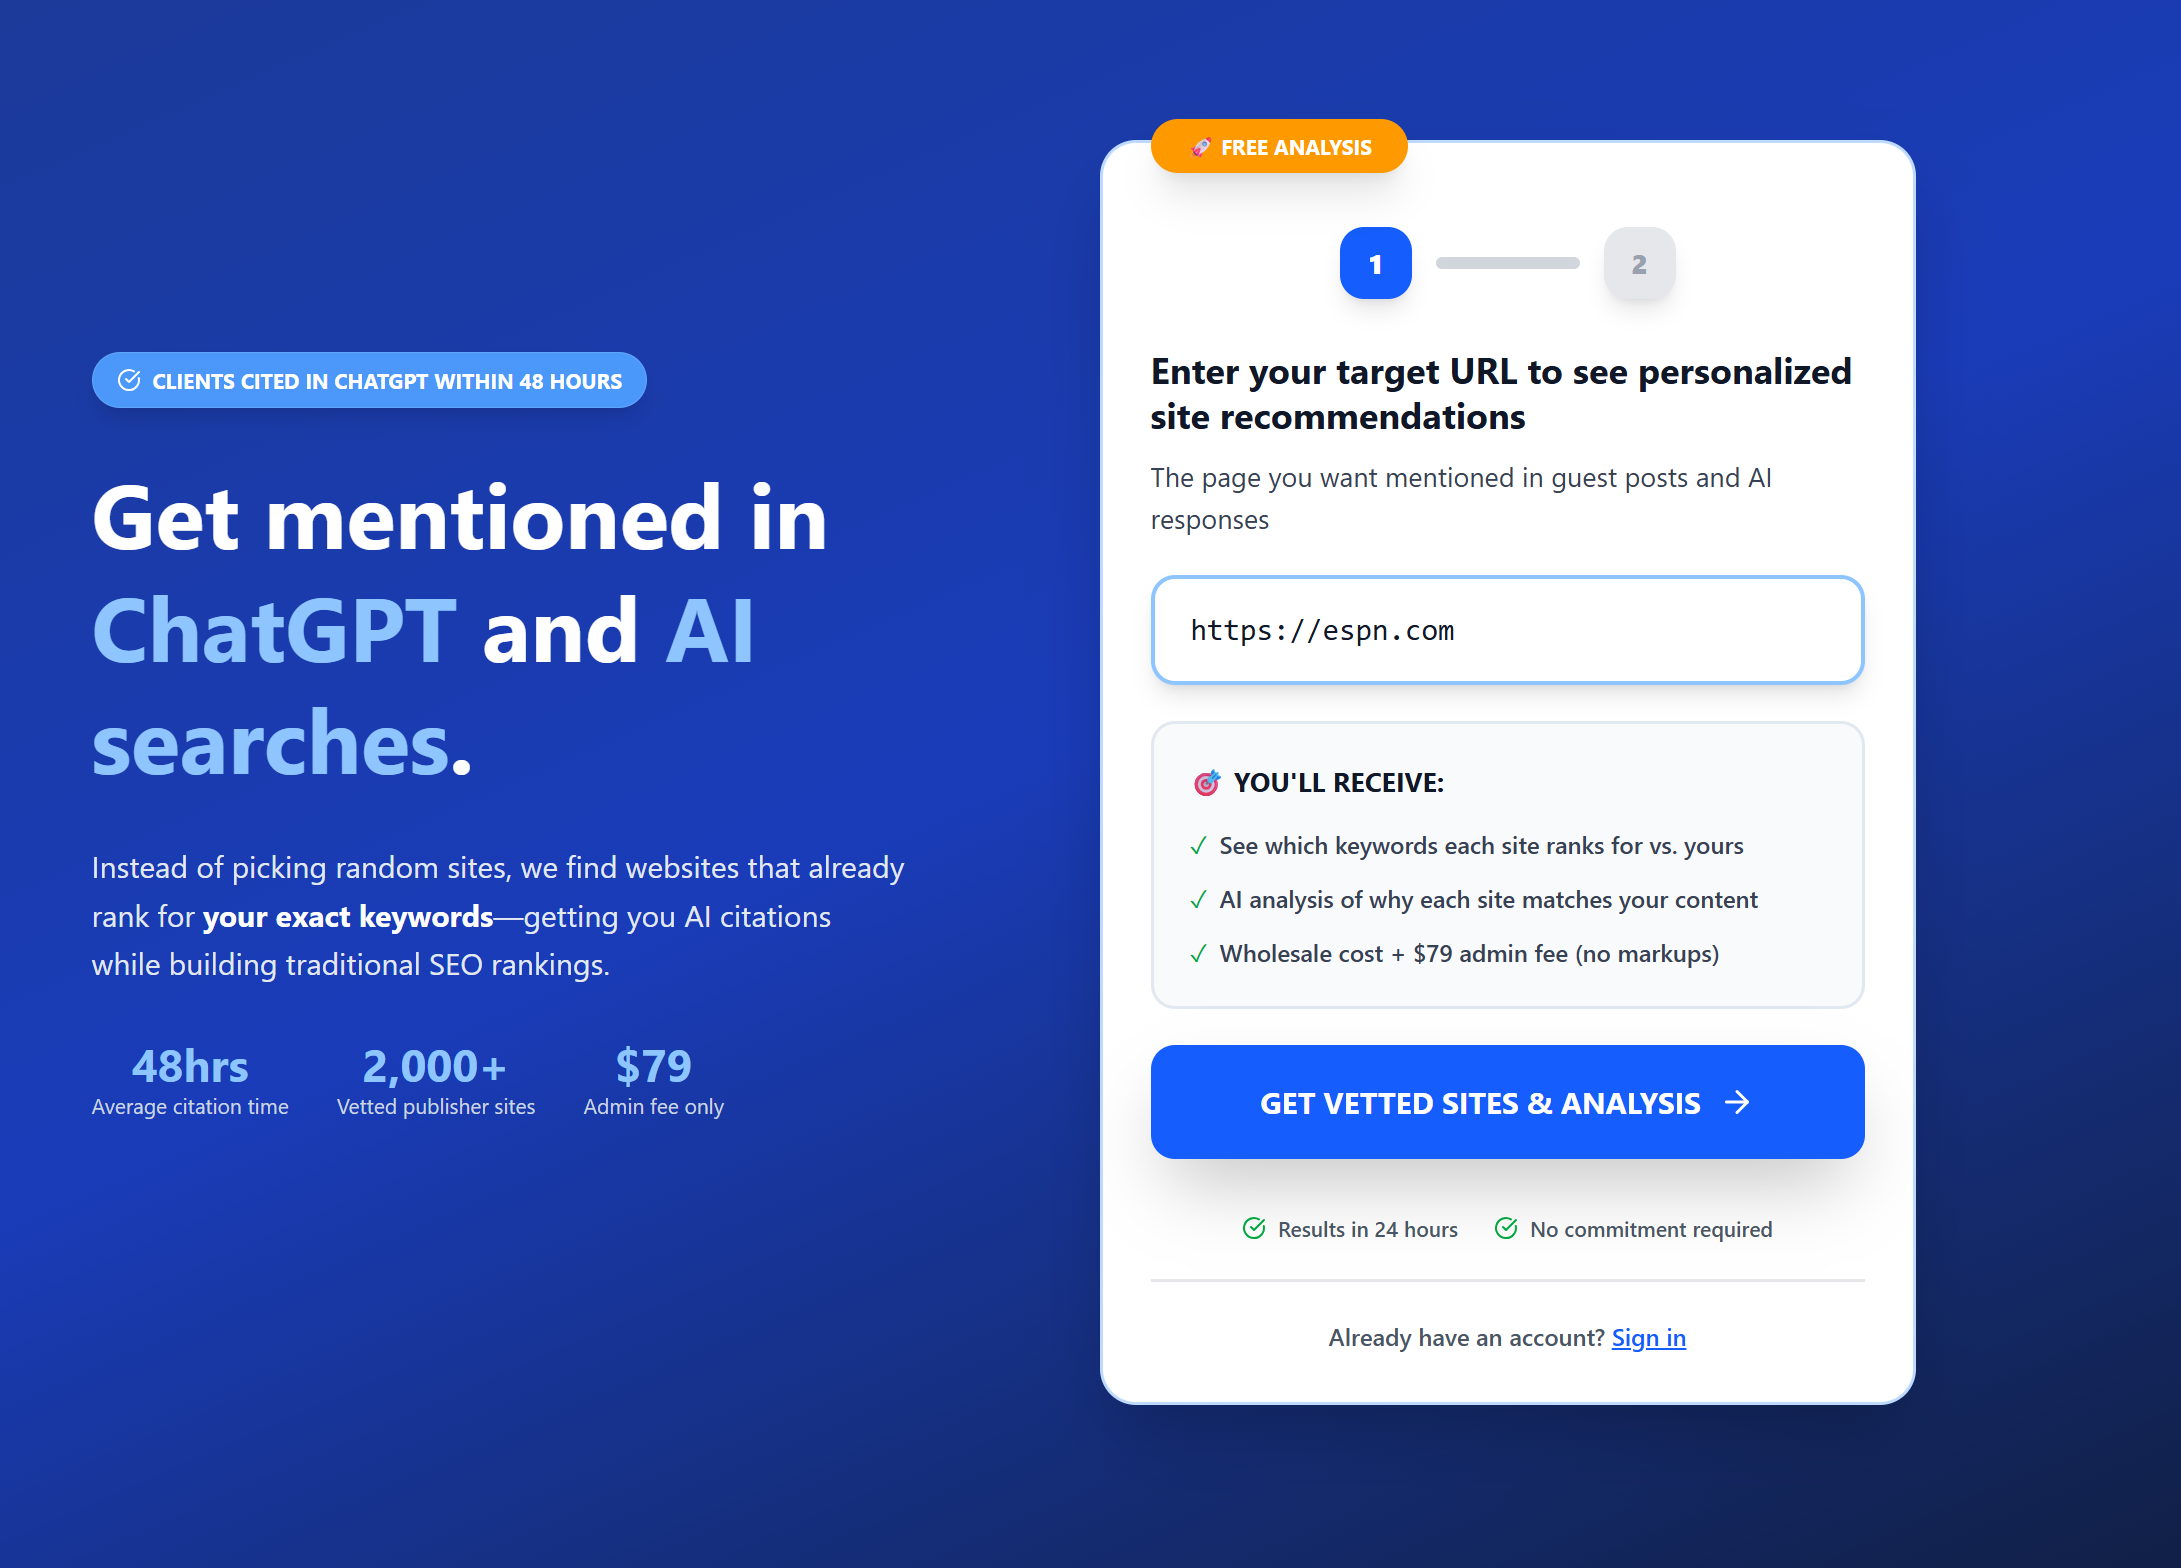 CLIENTS CITED IN CHATGPT WITHIN 48 HOURS
Get mentioned in
ChatGPT and AI
searches.
Instead of picking random sites, we find websites that already
rank for your exact keywords—getting you AI citations
while building traditional SEO rankings.
48hrs
Average citation time
2,000+
Vetted publisher sites
$79
Admin fee only
🚀 FREE ANALYSIS
1
2
Enter your target URL to see personalized
site recommendations
The page you want mentioned in guest posts and AI
responses
https://espn.com
🎯 YOU'LL RECEIVE:
✓ See which keywords each site ranks for vs. yours
✓ AI analysis of why each site matches your content
✓ Wholesale cost + $79 admin fee (no markups)
GET VETTED SITES & ANALYSIS →
Results in 24 hours
No commitment required
Already have an account? Sign in